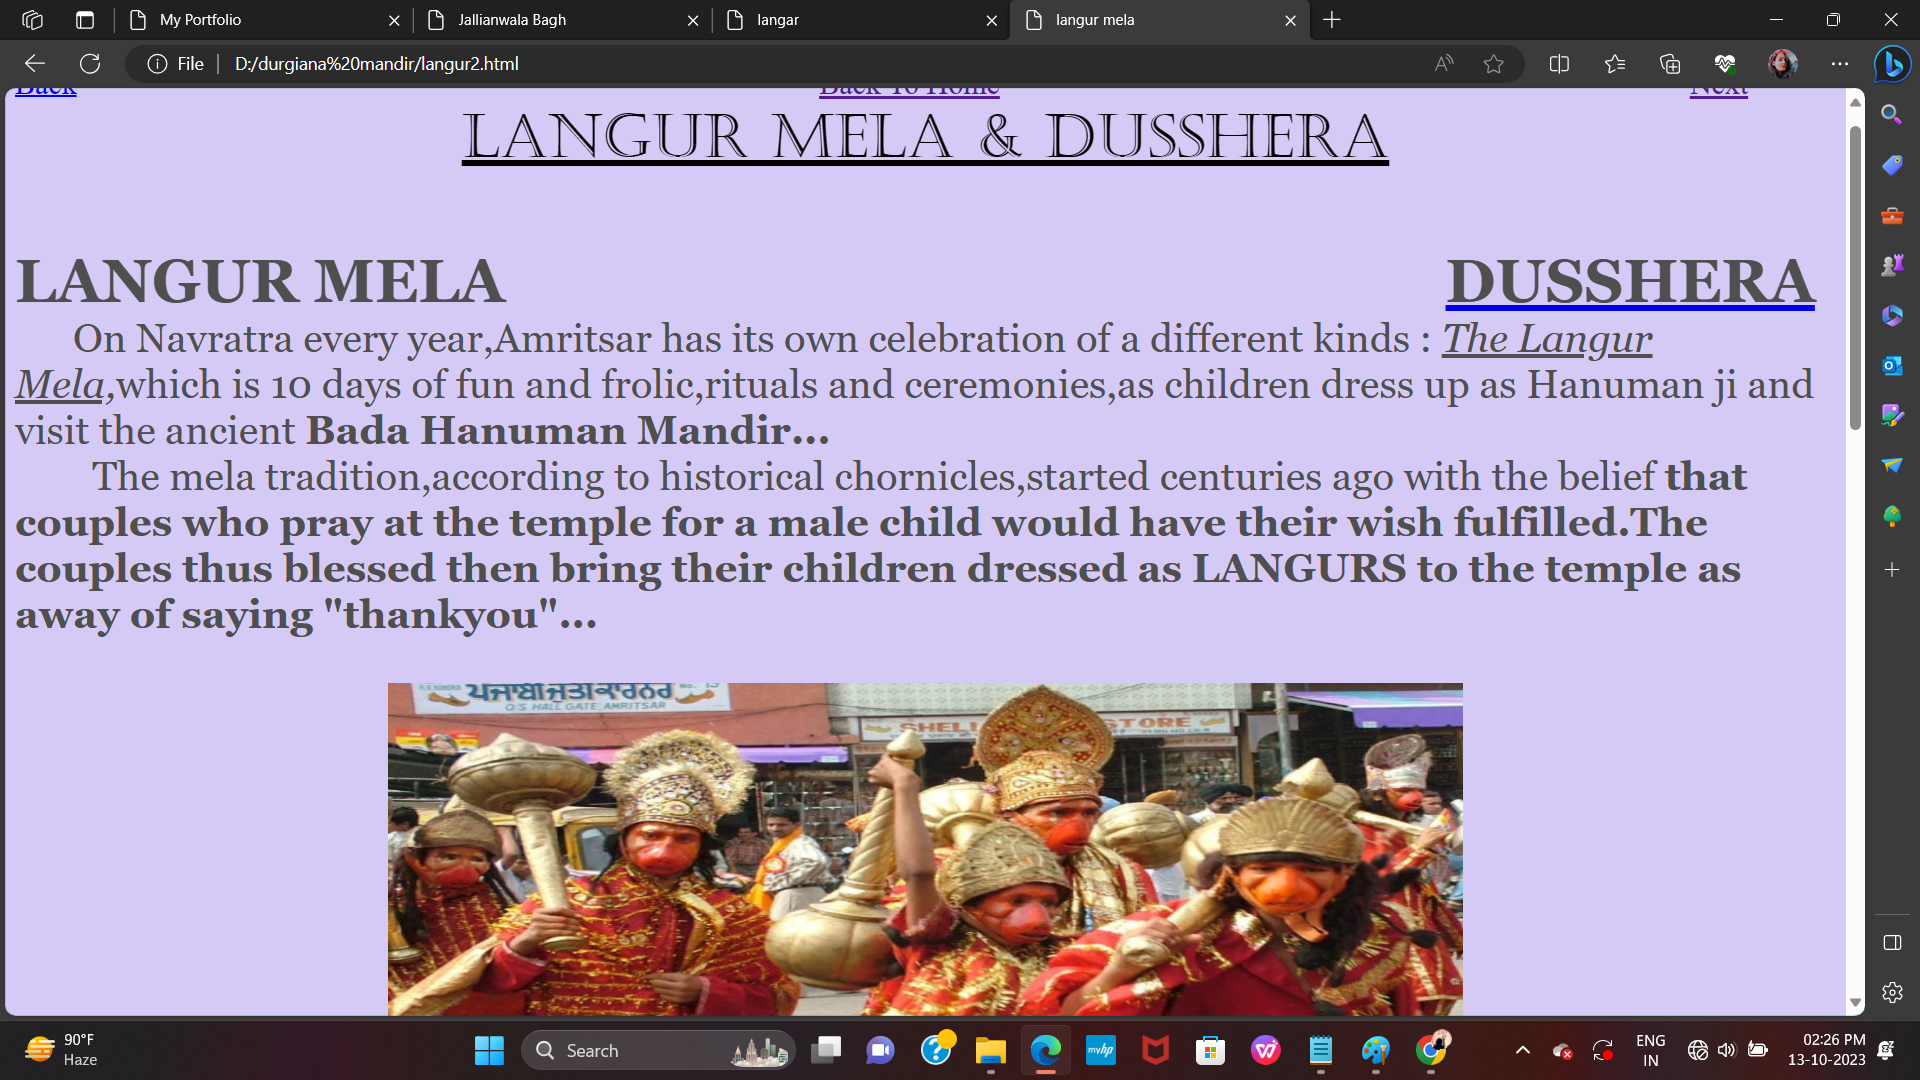 My Portfolio
Jallianwala Bagh
langar
langur mela
File
D:/durgiana%20mandir/langur2.html
Back
Back To Home
Next
LANGUR MELA & DUSSHERA
LANGUR MELA
DUSSHERA
On Navratra every year,Amritsar has its own celebration of a different kinds : The Langur
Mela,which is 10 days of fun and frolic,rituals and ceremonies,as children dress up as Hanuman ji and
visit the ancient Bada Hanuman Mandir...
The mela tradition,according to historical chornicles,started centuries ago with the belief that
couples who pray at the temple for a male child would have their wish fulfilled.The
couples thus blessed then bring their children dressed as LANGURS to the temple as
away of saying "thankyou"...
ਪੰਜਾਬੀ ਜੁਤੀ ਕਾਰਨਰ
O/S HALL GATE AMRITSAR
SHELL
STORE
90°F
Haze
Search
myhp
ENG
IN
02:26 PM
13-10-2023